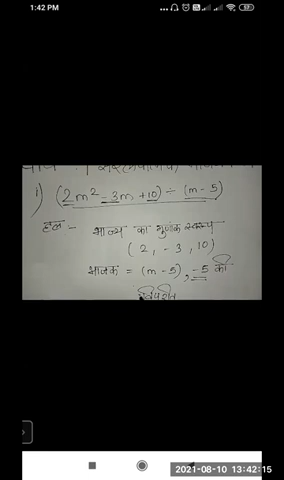 1:42 PM
1) (2m² - 3m + 10) ÷ (m - 5)
हल -
भाज्य का गुणांक स्वरूप
(2, -3, 10)
भाजक = (m - 5), -5 की
विपरीत
2021-08-10 13:42:15